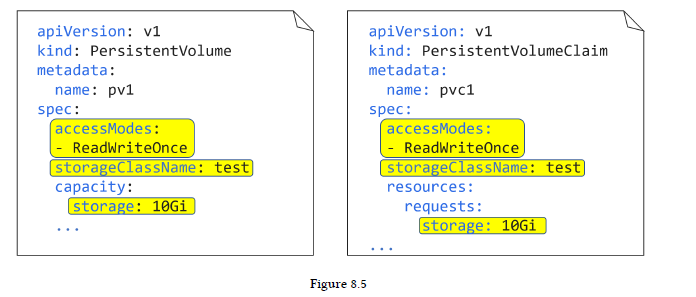 apiVersion: v1
kind: PersistentVolume
metadata:
name: pv1
spec:
accessModes:
- ReadWriteOnce
storageClassName: test
capacity:
storage: 10Gi
...
apiVersion: v1
kind: PersistentVolumeClaim
metadata:
name: pvc1
spec:
accessModes:
- ReadWriteOnce
storageClassName: test
resources:
requests:
storage: 10Gi
...
Figure 8.5